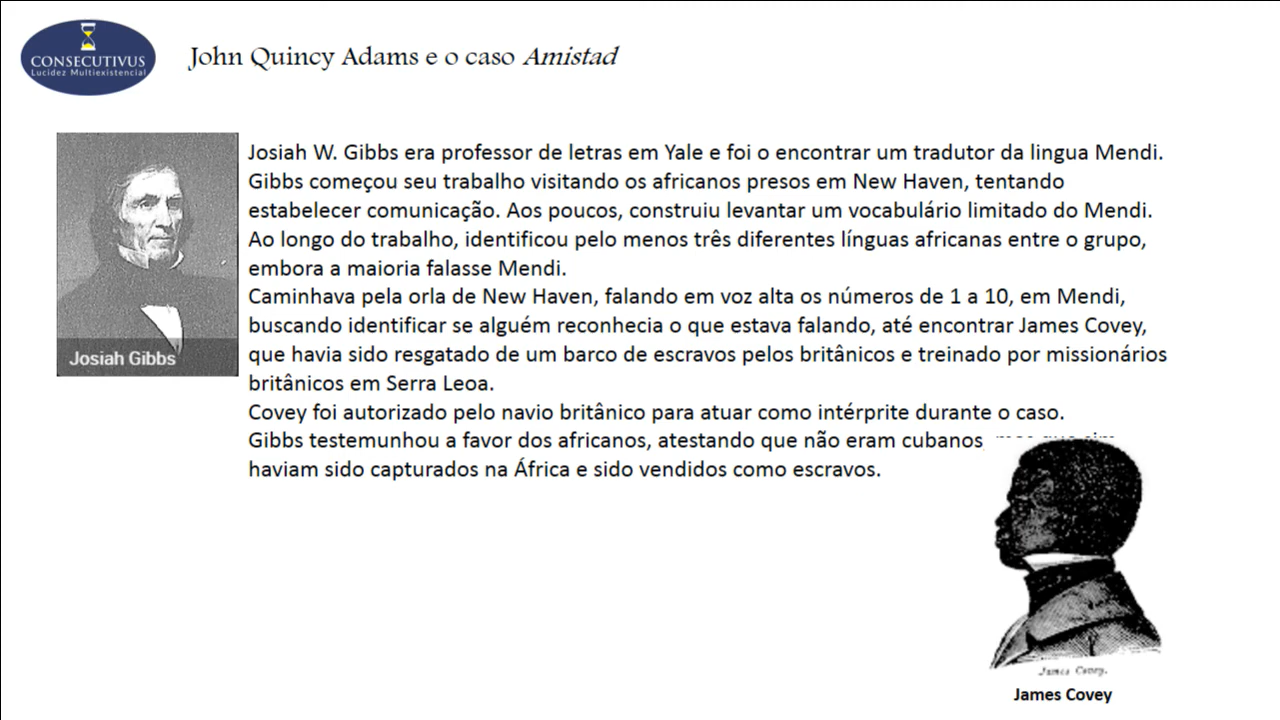 CONSECUTIVUS
Lucidez Multiexistencial
John Quincy Adams e o caso Amistad
Josiah W. Gibbs era professor de letras em Yale e foi o encontrar um tradutor da lingua Mendi.
Gibbs começou seu trabalho visitando os africanos presos em New Haven, tentando
estabelecer comunicação. Aos poucos, construiu levantar um vocabulário limitado do Mendi.
Ao longo do trabalho, identificou pelo menos três diferentes línguas africanas entre o grupo,
embora a maioria falasse Mendi.
Caminhava pela orla de New Haven, falando em voz alta os números de 1 a 10, em Mendi,
buscando identificar se alguém reconhecia o que estava falando, até encontrar James Covey,
que havia sido resgatado de um barco de escravos pelos britânicos e treinado por missionários
britânicos em Serra Leoa.
Covey foi autorizado pelo navio britânico para atuar como intérprite durante o caso.
Gibbs testemunhou a favor dos africanos, atestando que não eram cubanos
haviam sido capturados na África e sido vendidos como escravos.
Josiah Gibbs
James Covey.
James Covey